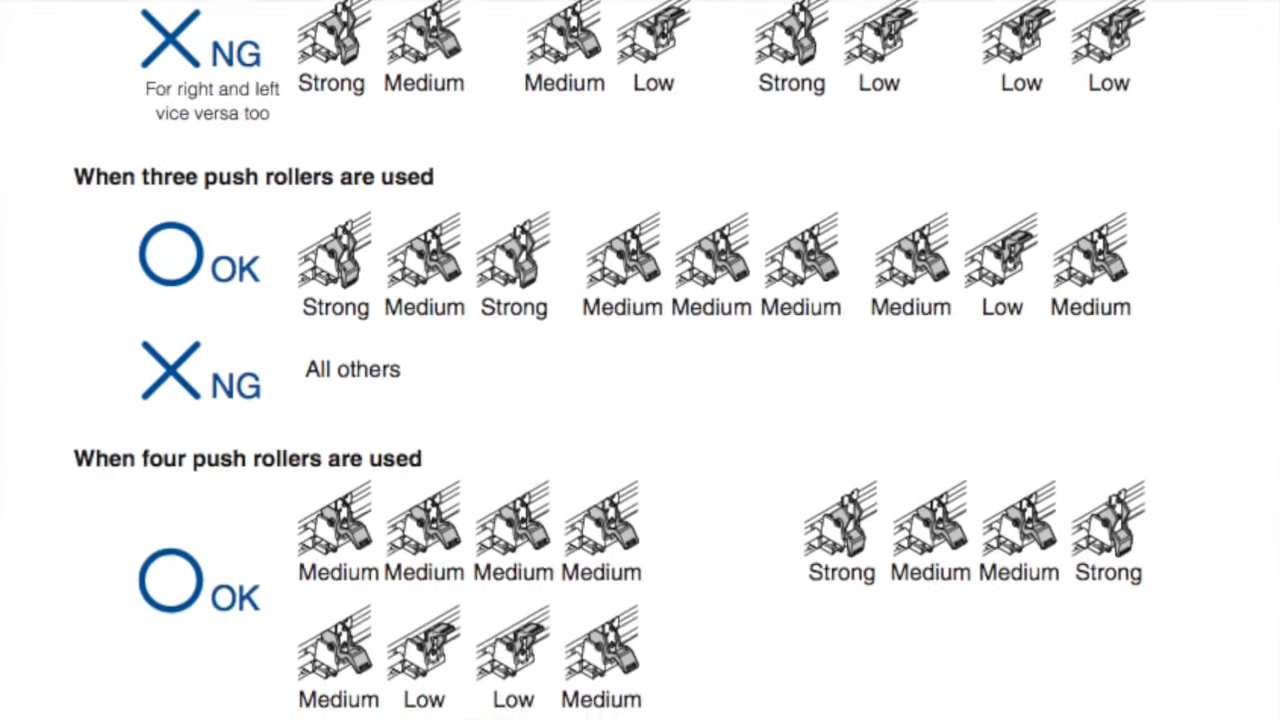 NG Strong Medium Medium Low Strong Low Low Low
For right and left
vice versa too
When three push rollers are used
OK
Strong Medium Strong Medium Medium Medium Medium Low Medium
NG All others
When four push rollers are used
Medium Medium Medium Medium Strong Medium Medium Strong
OK
Medium Low Low Medium